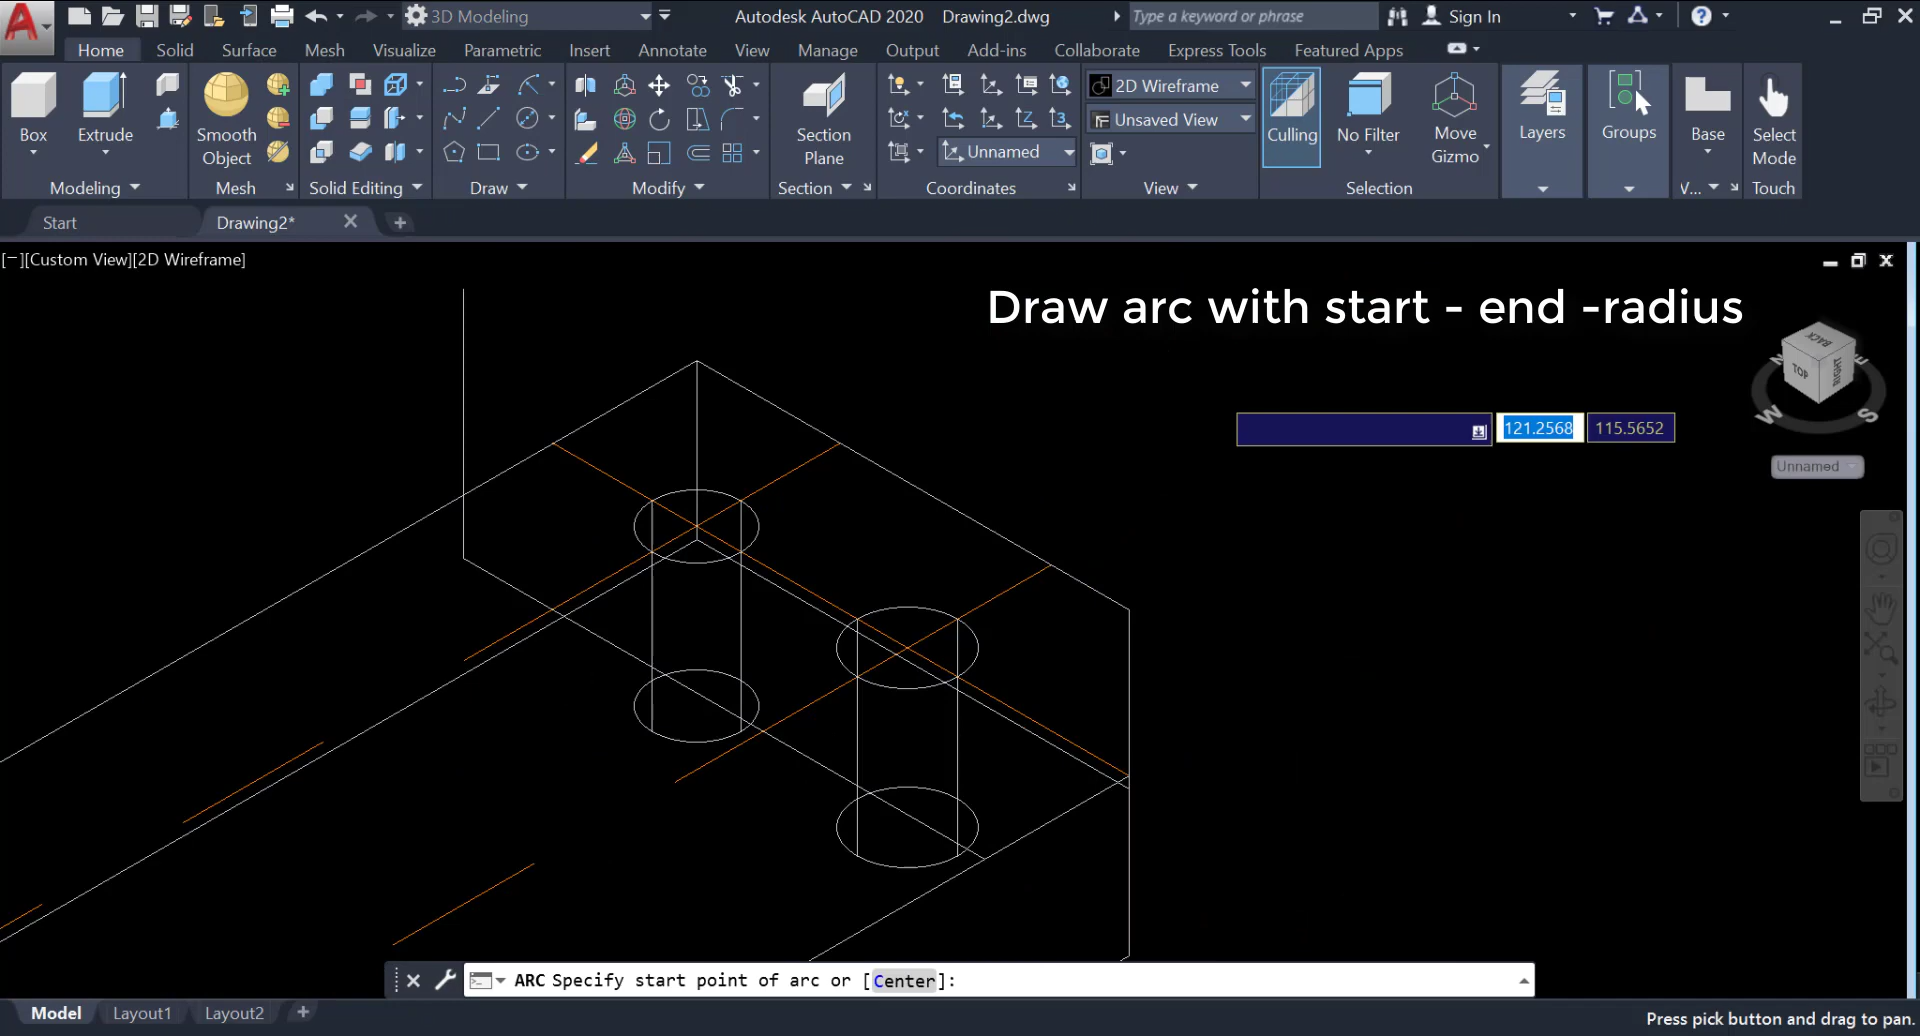 3D Modeling
Autodesk AutoCAD 2020 Drawing2.dwg
Type a keyword or phrase
Sign In
Home Solid Surface Mesh Visualize Parametric Insert Annotate View Manage Output Add-ins Collaborate Express Tools Featured Apps
Box
Extrude
Smooth
Object
Section
Plane
2D Wireframe
Unsaved View
Unnamed
Culling
No Filter
Move
Gizmo
Layers
Groups
Base
Select
Mode
Modeling Mesh Solid Editing Draw Modify Section Coordinates View Selection V... Touch
Start Drawing2*
[−][Custom View][2D Wireframe]
Draw arc with start - end -radius
BACK
TOP
RIGHT
N E
W S
121.2568 115.5652
Unnamed
ARC Specify start point of arc or [Center]:
Model Layout1 Layout2
Press pick button and drag to pan.